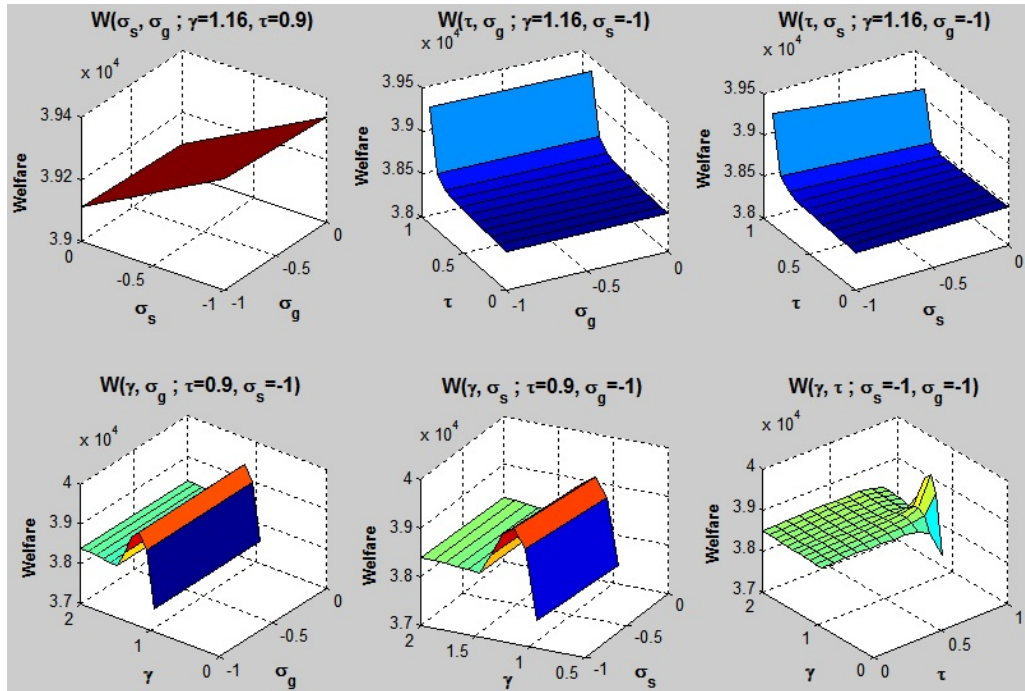 W(σs, σg ; γ=1.16, τ=0.9)
x 10^4
3.94
3.92
3.9
Welfare
0
-0.5
-1
σs
-1
-0.5
0
σg
W(τ, σg ; γ=1.16, σs=-1)
x 10^4
3.95
3.9
3.85
3.8
Welfare
1
0.5
0
τ
-1
-0.5
0
σg
W(τ, σs ; γ=1.16, σg=-1)
x 10^4
3.95
3.9
3.85
3.8
Welfare
1
0.5
0
τ
-1
-0.5
0
σs
W(γ, σg ; τ=0.9, σs=-1)
x 10^4
4
3.9
3.8
3.7
Welfare
2
1
0
γ
-1
-0.5
0
σg
W(γ, σs ; τ=0.9, σg=-1)
x 10^4
4
3.9
3.8
3.7
Welfare
2
1.5
1
0.5
γ
-1
-0.5
0
σs
W(γ, τ ; σs=-1, σg=-1)
x 10^4
4
3.9
3.8
3.7
Welfare
2
1
0
γ
0
0.5
1
τ